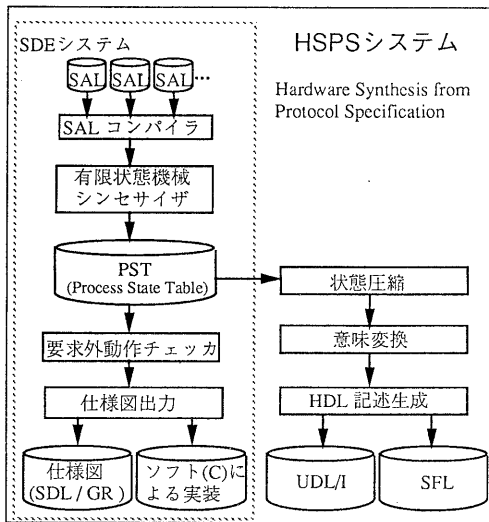 SDEシステム
SAL SAL SAL …
SAL コンパイラ
有限状態機械
シンセサイザ
PST
(Process State Table)
要求外動作チェッカ
仕様図出力
仕様図
(SDL / GR )
ソフト(C)に
よる実装
HSPSシステム
Hardware Synthesis from
Protocol Specification
状態圧縮
意味変換
HDL 記述生成
UDL/I
SFL